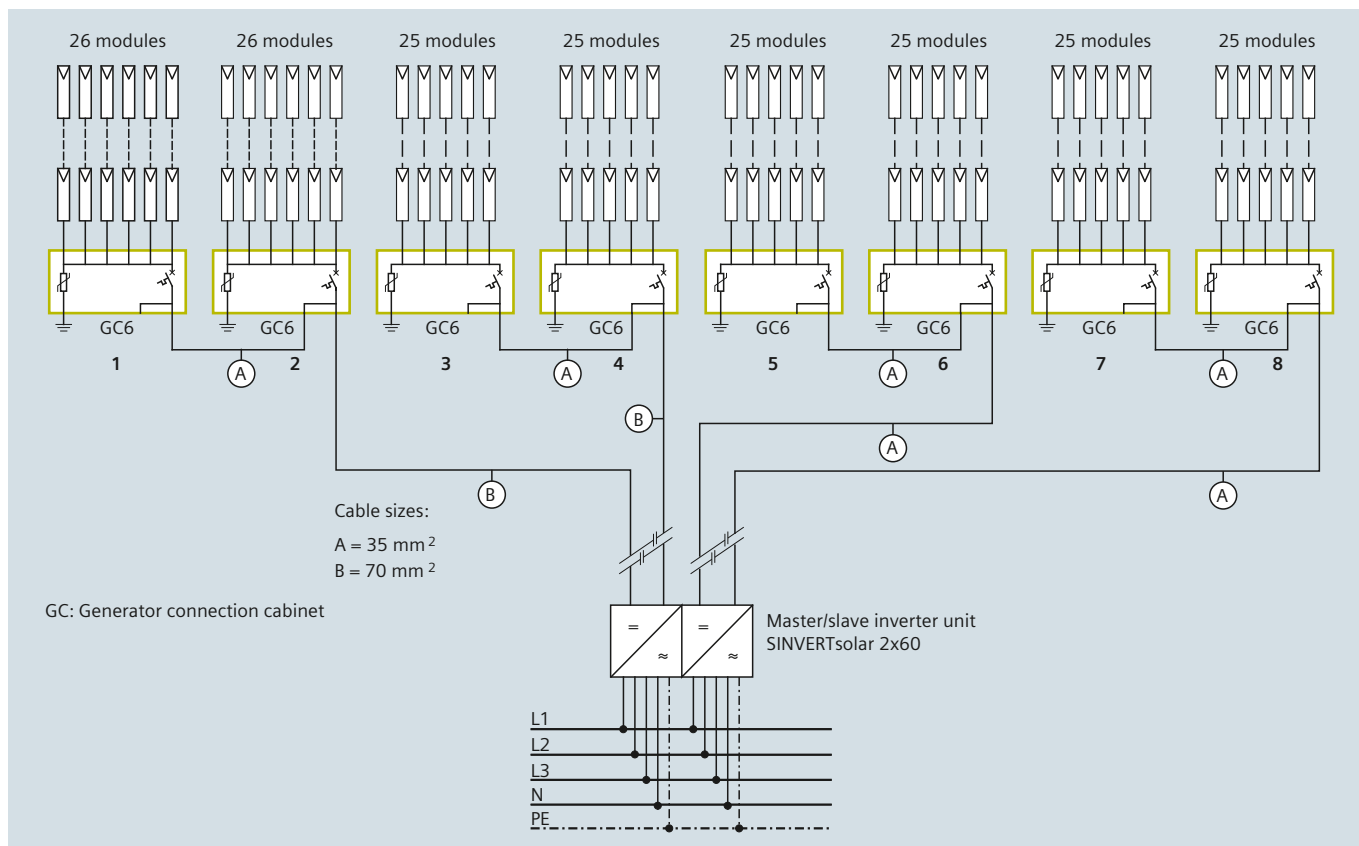 26 modules 26 modules 25 modules 25 modules 25 modules 25 modules 25 modules 25 modules
GC6 GC6 GC6 GC6 GC6 GC6 GC6 GC6
1 2 3 4 5 6 7 8
A A A A
B A
B A
Cable sizes:
A = 35 mm²
B = 70 mm²
GC: Generator connection cabinet
Master/slave inverter unit
SINVERTsolar 2x60
= ≈ = ≈
L1
L2
L3
N
PE